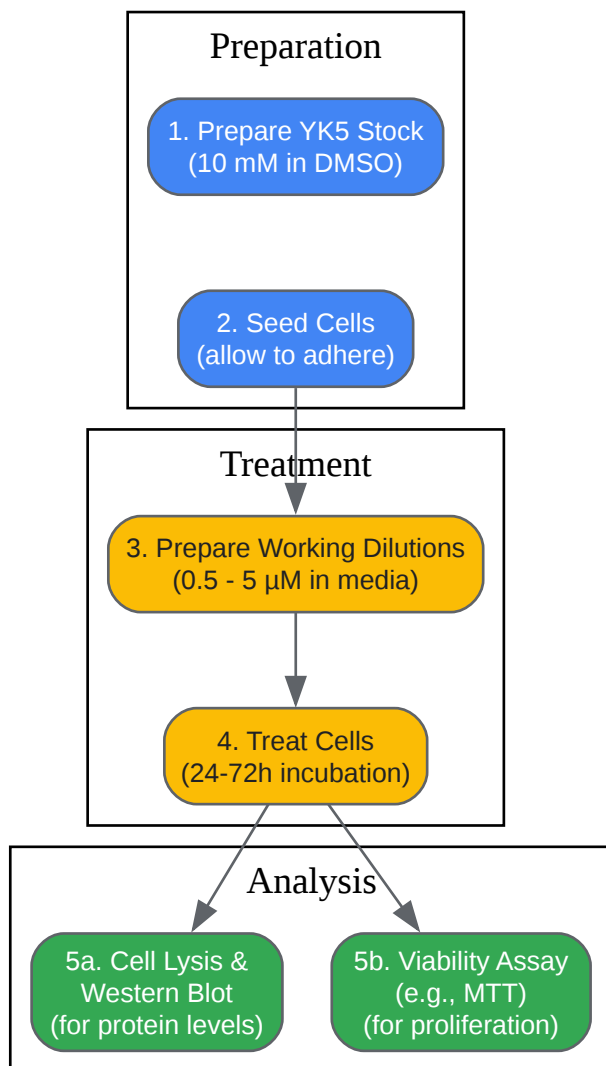 Preparation
1. Prepare YK5 Stock
(10 mM in DMSO)
2. Seed Cells
(allow to adhere)
Treatment
3. Prepare Working Dilutions
(0.5 - 5 µM in media)
4. Treat Cells
(24-72h incubation)
Analysis
5a. Cell Lysis &
Western Blot
(for protein levels)
5b. Viability Assay
(e.g., MTT)
(for proliferation)